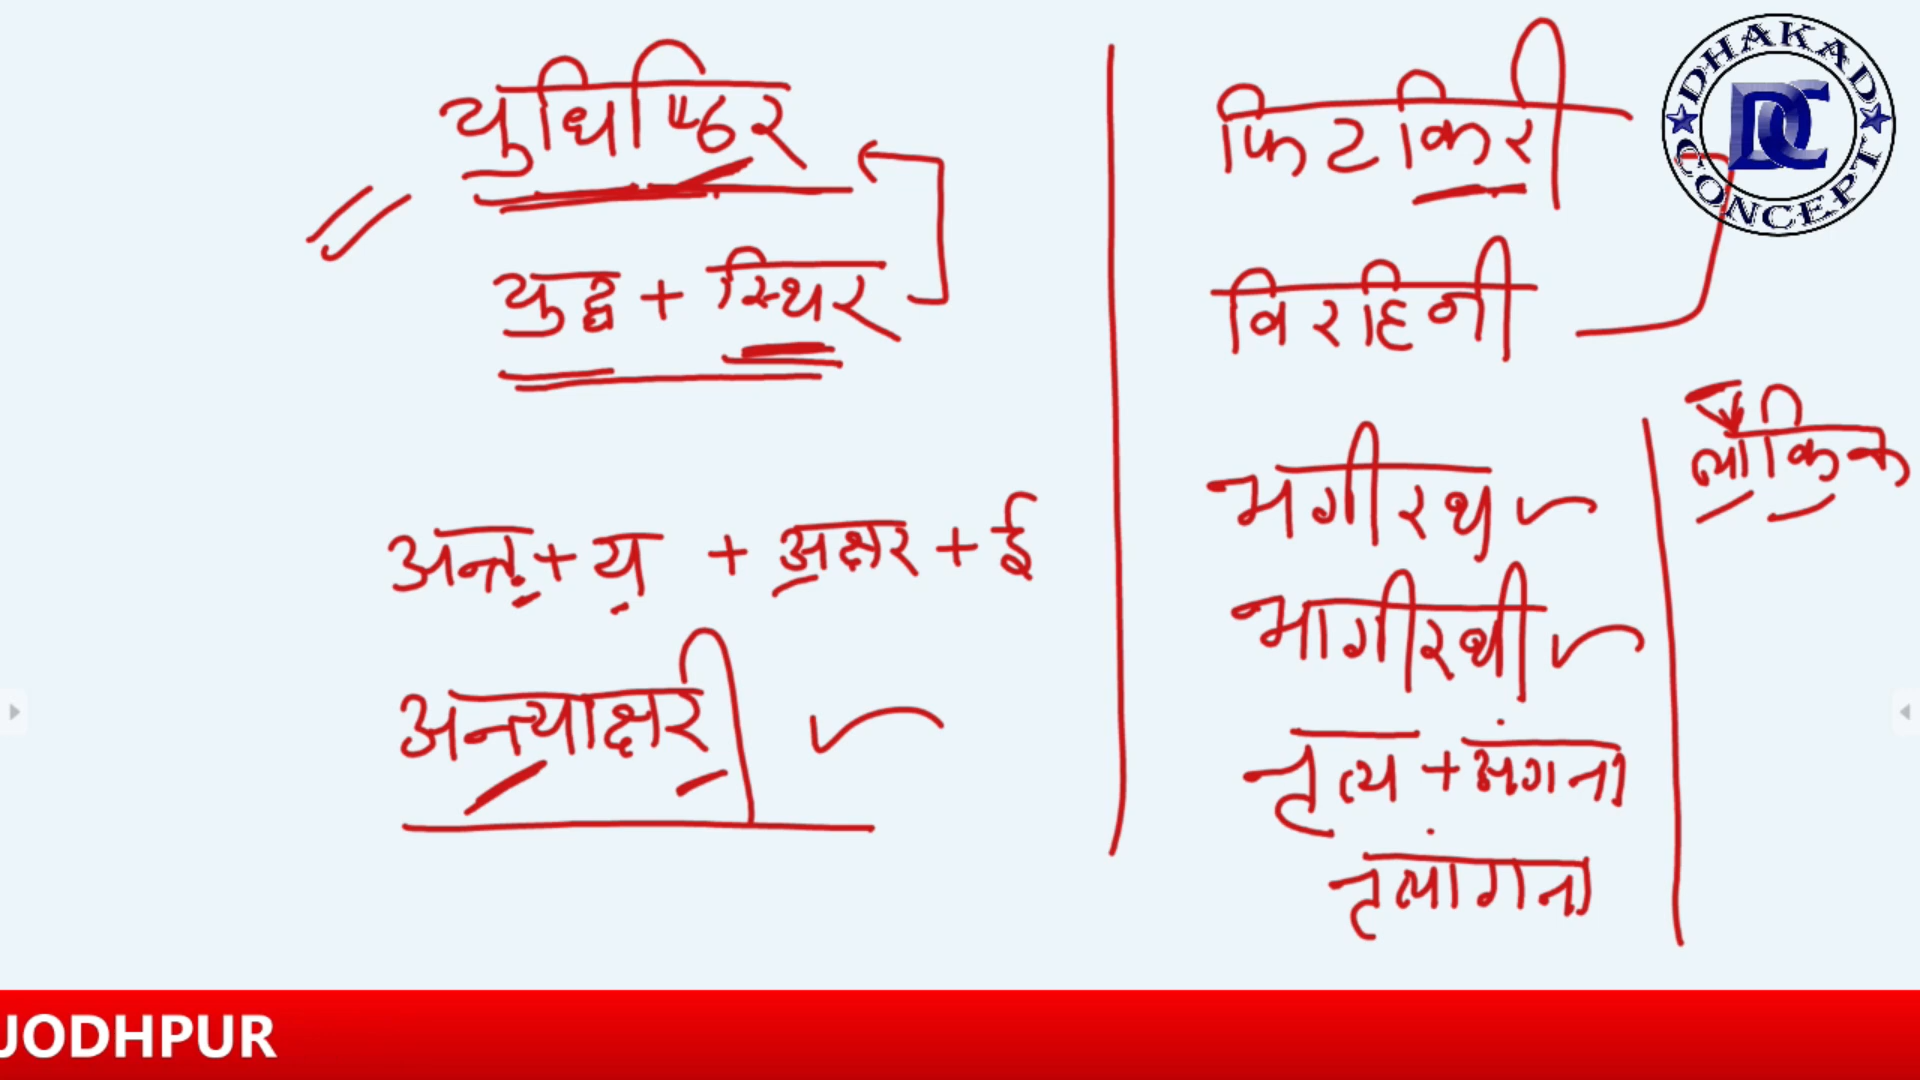 युधिष्ठिर
युद्ध + स्थिर
अन्त् + य + अक्षर + ई
अन्त्याक्षरी
फिटकिरी
विरहिनी
भगीरथ
भागीरथी
नृत्य + अंगना
नृत्यांगना
लौकिक
DHAKAD
DC
CONCEPT
JODHPUR